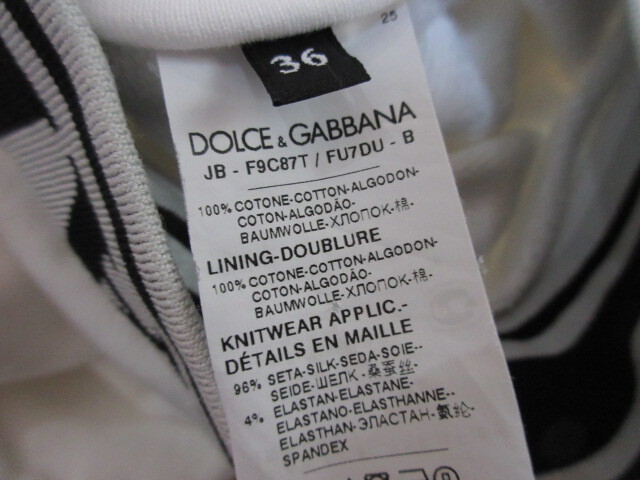 25
36
DOLCE & GABBANA
JB - F9C87T / FU7DU - B
100% COTONE-COTTON-ALGODON-
COTON-ALGODÃO-
BAUMWOLLE-ХЛОПОК-棉-
LINING-DOUBLURE
100% COTONE-COTTON-ALGODON-
COTON-ALGODÃO-
BAUMWOLLE-ХЛОПОК-棉-
KNITWEAR APPLIC.-
DÉTAILS EN MAILLE
96% SETA-SILK-SEDA-SOIE--
SEIDE-ШЕЛК-桑蚕丝-
4% ELASTAN-ELASTANE-
ELASTANO-ELASTHANNE--
ELASTHAN-ЭЛАСТАН-氨纶-
SPANDEX